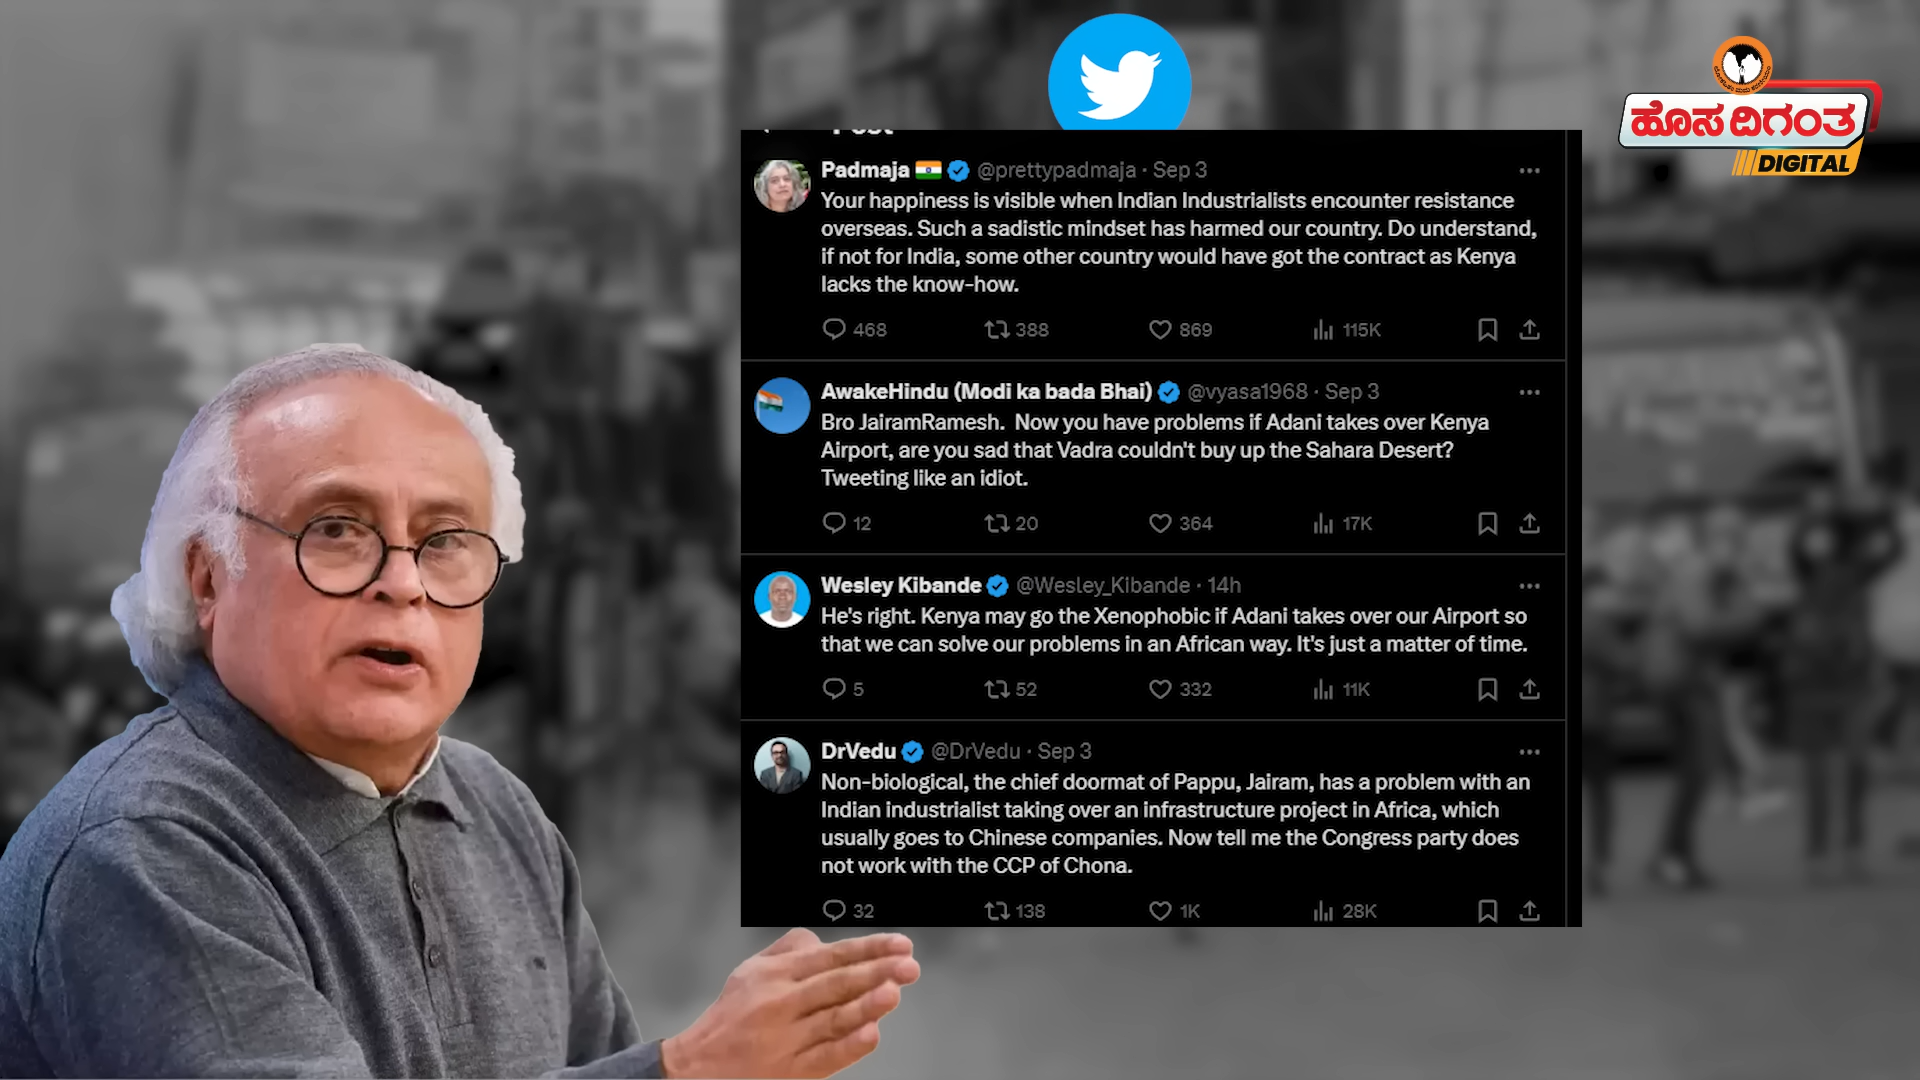 ಹೊಸ ದಿಗಂತ
DIGITAL
Post
Padmaja @prettypadmaja · Sep 3
Your happiness is visible when Indian Industrialists encounter resistance
overseas. Such a sadistic mindset has harmed our country. Do understand,
if not for India, some other country would have got the contract as Kenya
lacks the know-how.
468 388 869 115K
AwakeHindu (Modi ka bada Bhai) @vyasa1968 · Sep 3
Bro JairamRamesh. Now you have problems if Adani takes over Kenya
Airport, are you sad that Vadra couldn't buy up the Sahara Desert?
Tweeting like an idiot.
12 20 364 17K
Wesley Kibande @Wesley_Kibande · 14h
He's right. Kenya may go the Xenophobic if Adani takes over our Airport so
that we can solve our problems in an African way. It's just a matter of time.
5 52 332 11K
DrVedu @DrVedu · Sep 3
Non-biological, the chief doormat of Pappu, Jairam, has a problem with an
Indian industrialist taking over an infrastructure project in Africa, which
usually goes to Chinese companies. Now tell me the Congress party does
not work with the CCP of Chona.
32 138 1K 28K